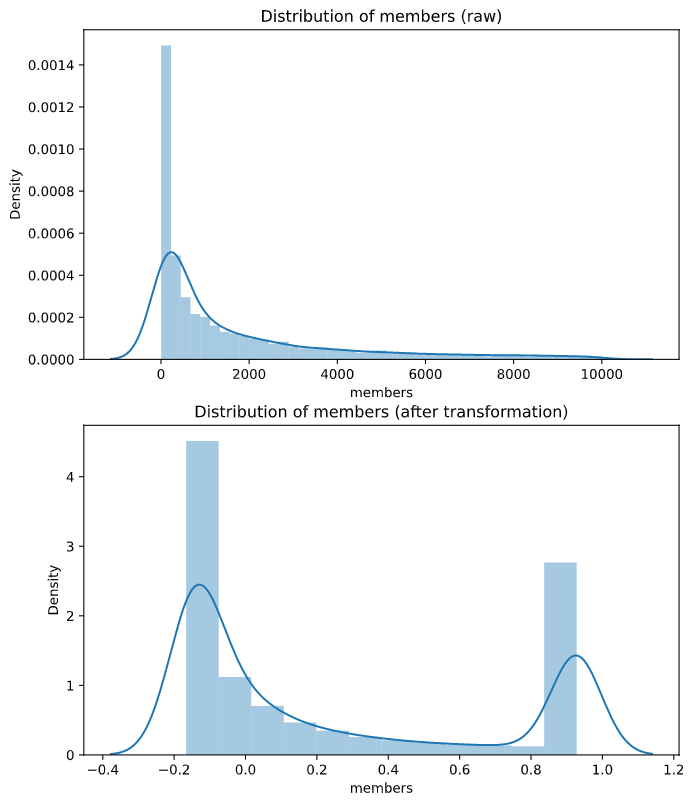 Distribution of members (raw)
0.0014
0.0012
0.0010
0.0008
0.0006
0.0004
0.0002
0.0000
Density
0 2000 4000 6000 8000 10000
members
Distribution of members (after transformation)
4
3
2
1
0
Density
−0.4 −0.2 0.0 0.2 0.4 0.6 0.8 1.0 1.2
members